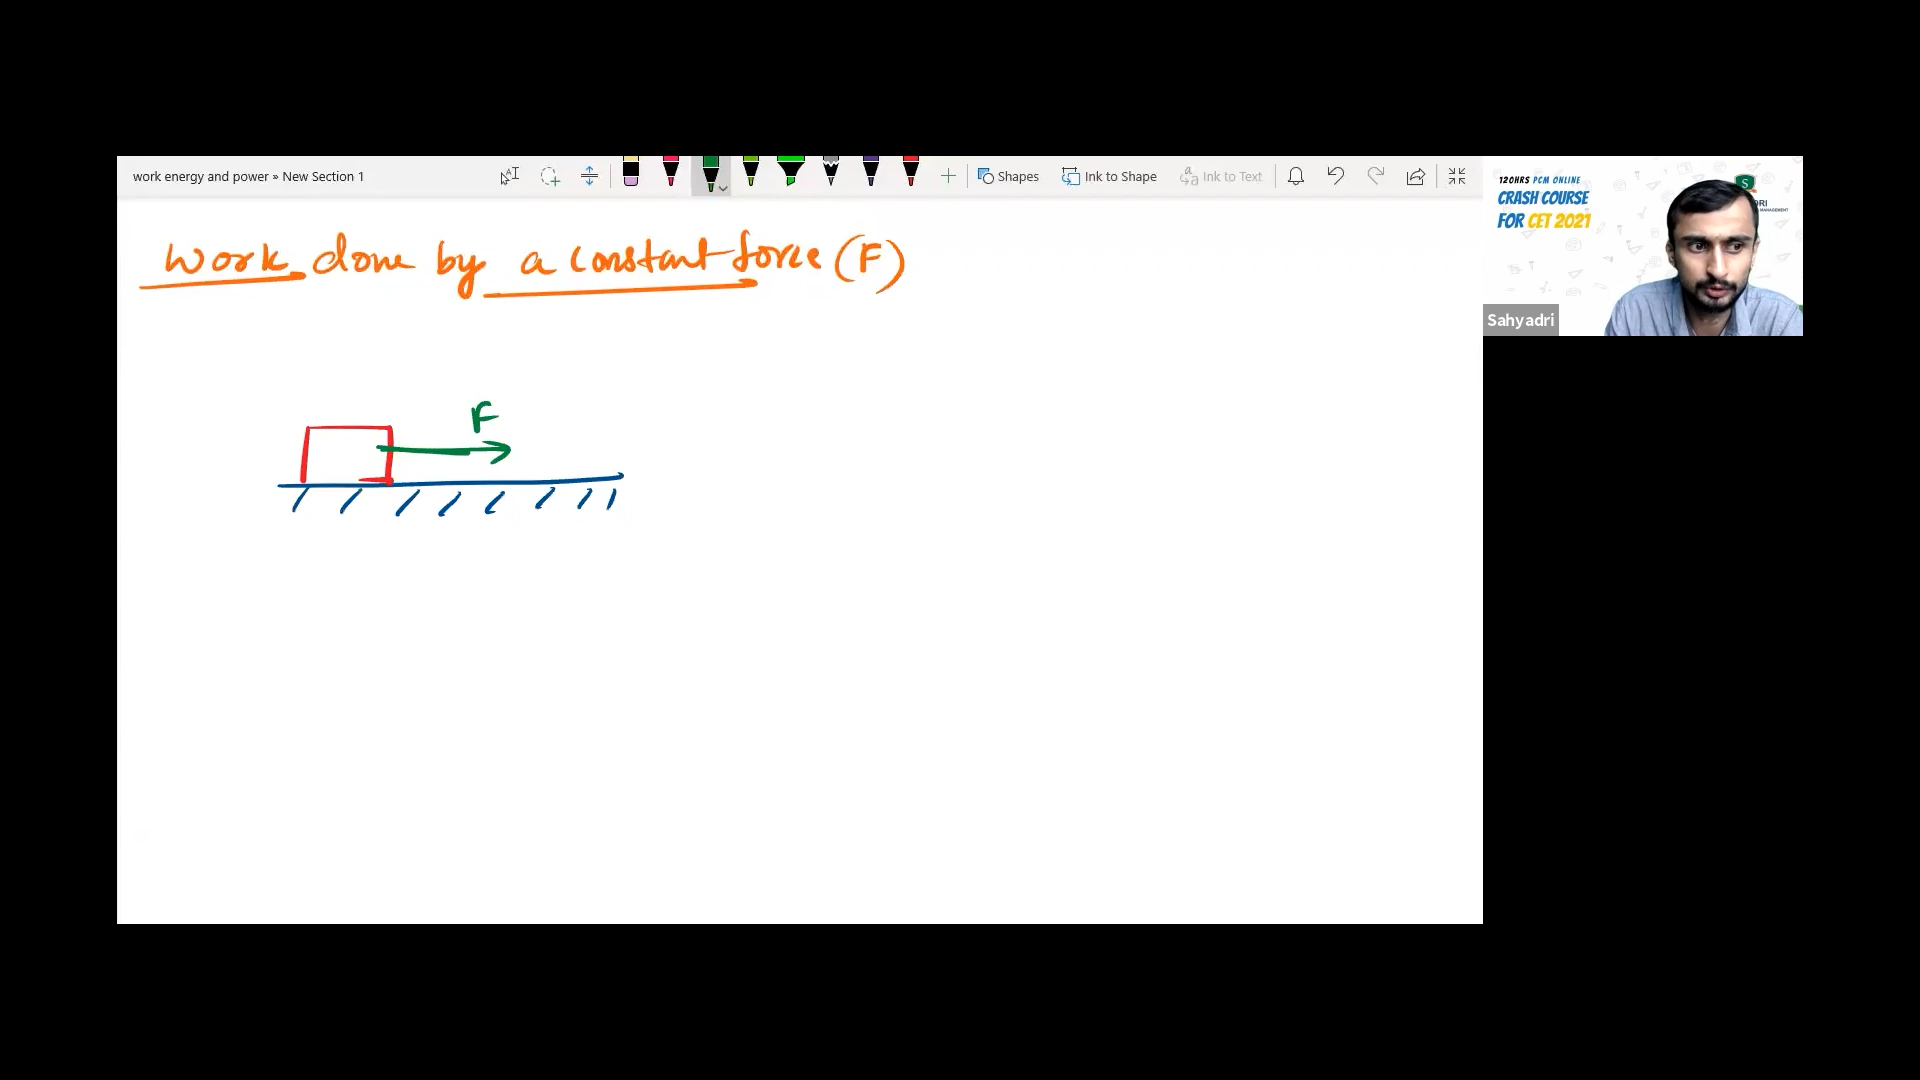 work energy and power » New Section 1
Shapes
Ink to Shape
Ink to Text
Work done by a constant force (F)
F
120HRS PCM ONLINE
CRASH COURSE
FOR CET 2021
S
Sahyadri